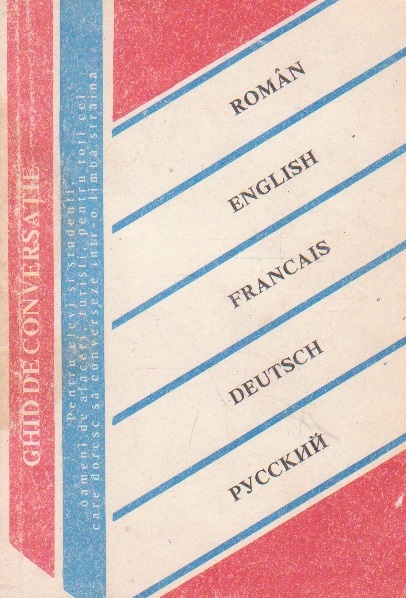 GHID DE CONVERSAȚIE
Pentru elevi și studenți,
oameni de afaceri, turiști, pentru toți cei
care doresc să converseze într-o limbă străină
ROMÂN
ENGLISH
FRANCAIS
DEUTSCH
РУССКИЙ